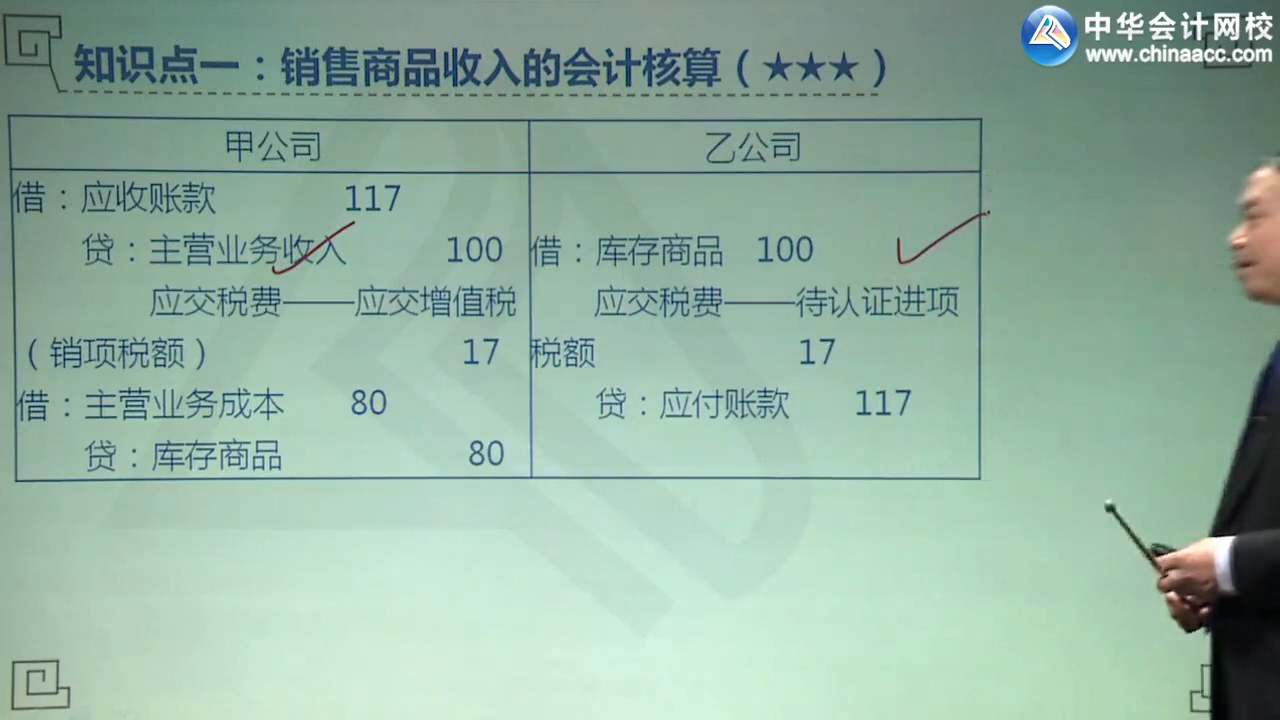 中华会计网校
www.chinaacc.com
知识点一：销售商品收入的会计核算（★★★）
甲公司
乙公司
借：应收账款 117
贷：主营业务收入 100
应交税费——应交增值税
（销项税额） 17
借：主营业务成本 80
贷：库存商品 80
借：库存商品 100
应交税费——待认证进项
税额 17
贷：应付账款 117